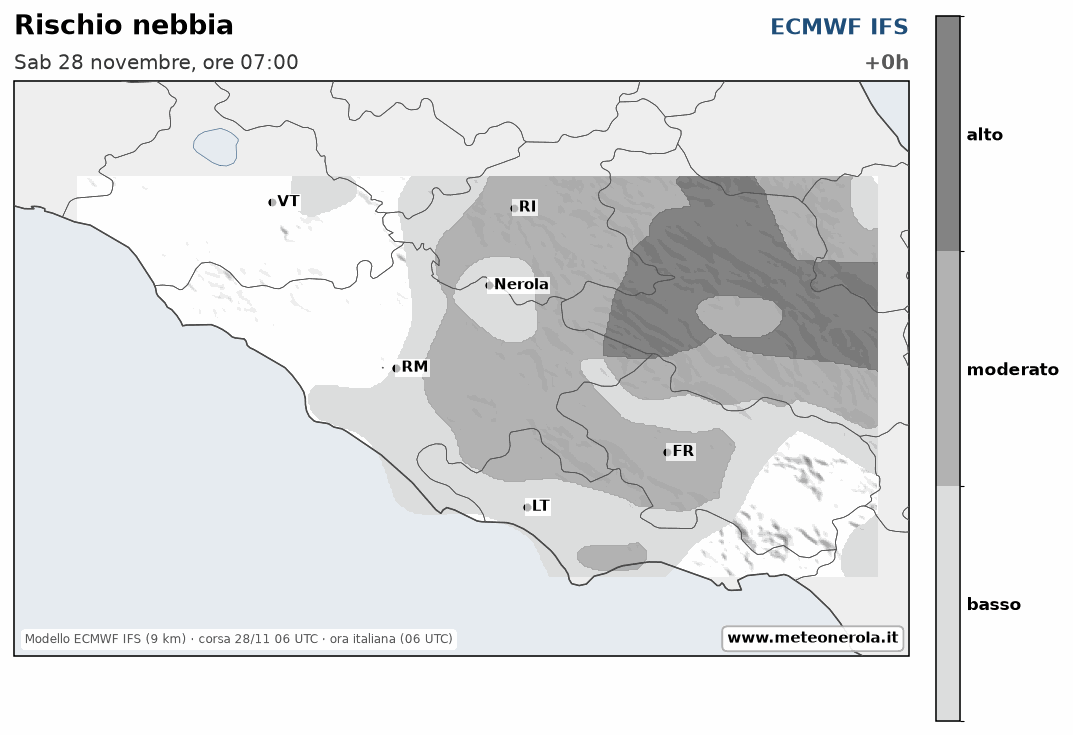 Rischio nebbia
ECMWF IFS
Sab 28 novembre, ore 07:00
+0h
alto
VT
RI
Nerola
RM
moderato
FR
LT
basso
Modello ECMWF IFS (9 km) · corsa 28/11 06 UTC · ora italiana (06 UTC)
www.meteonerola.it